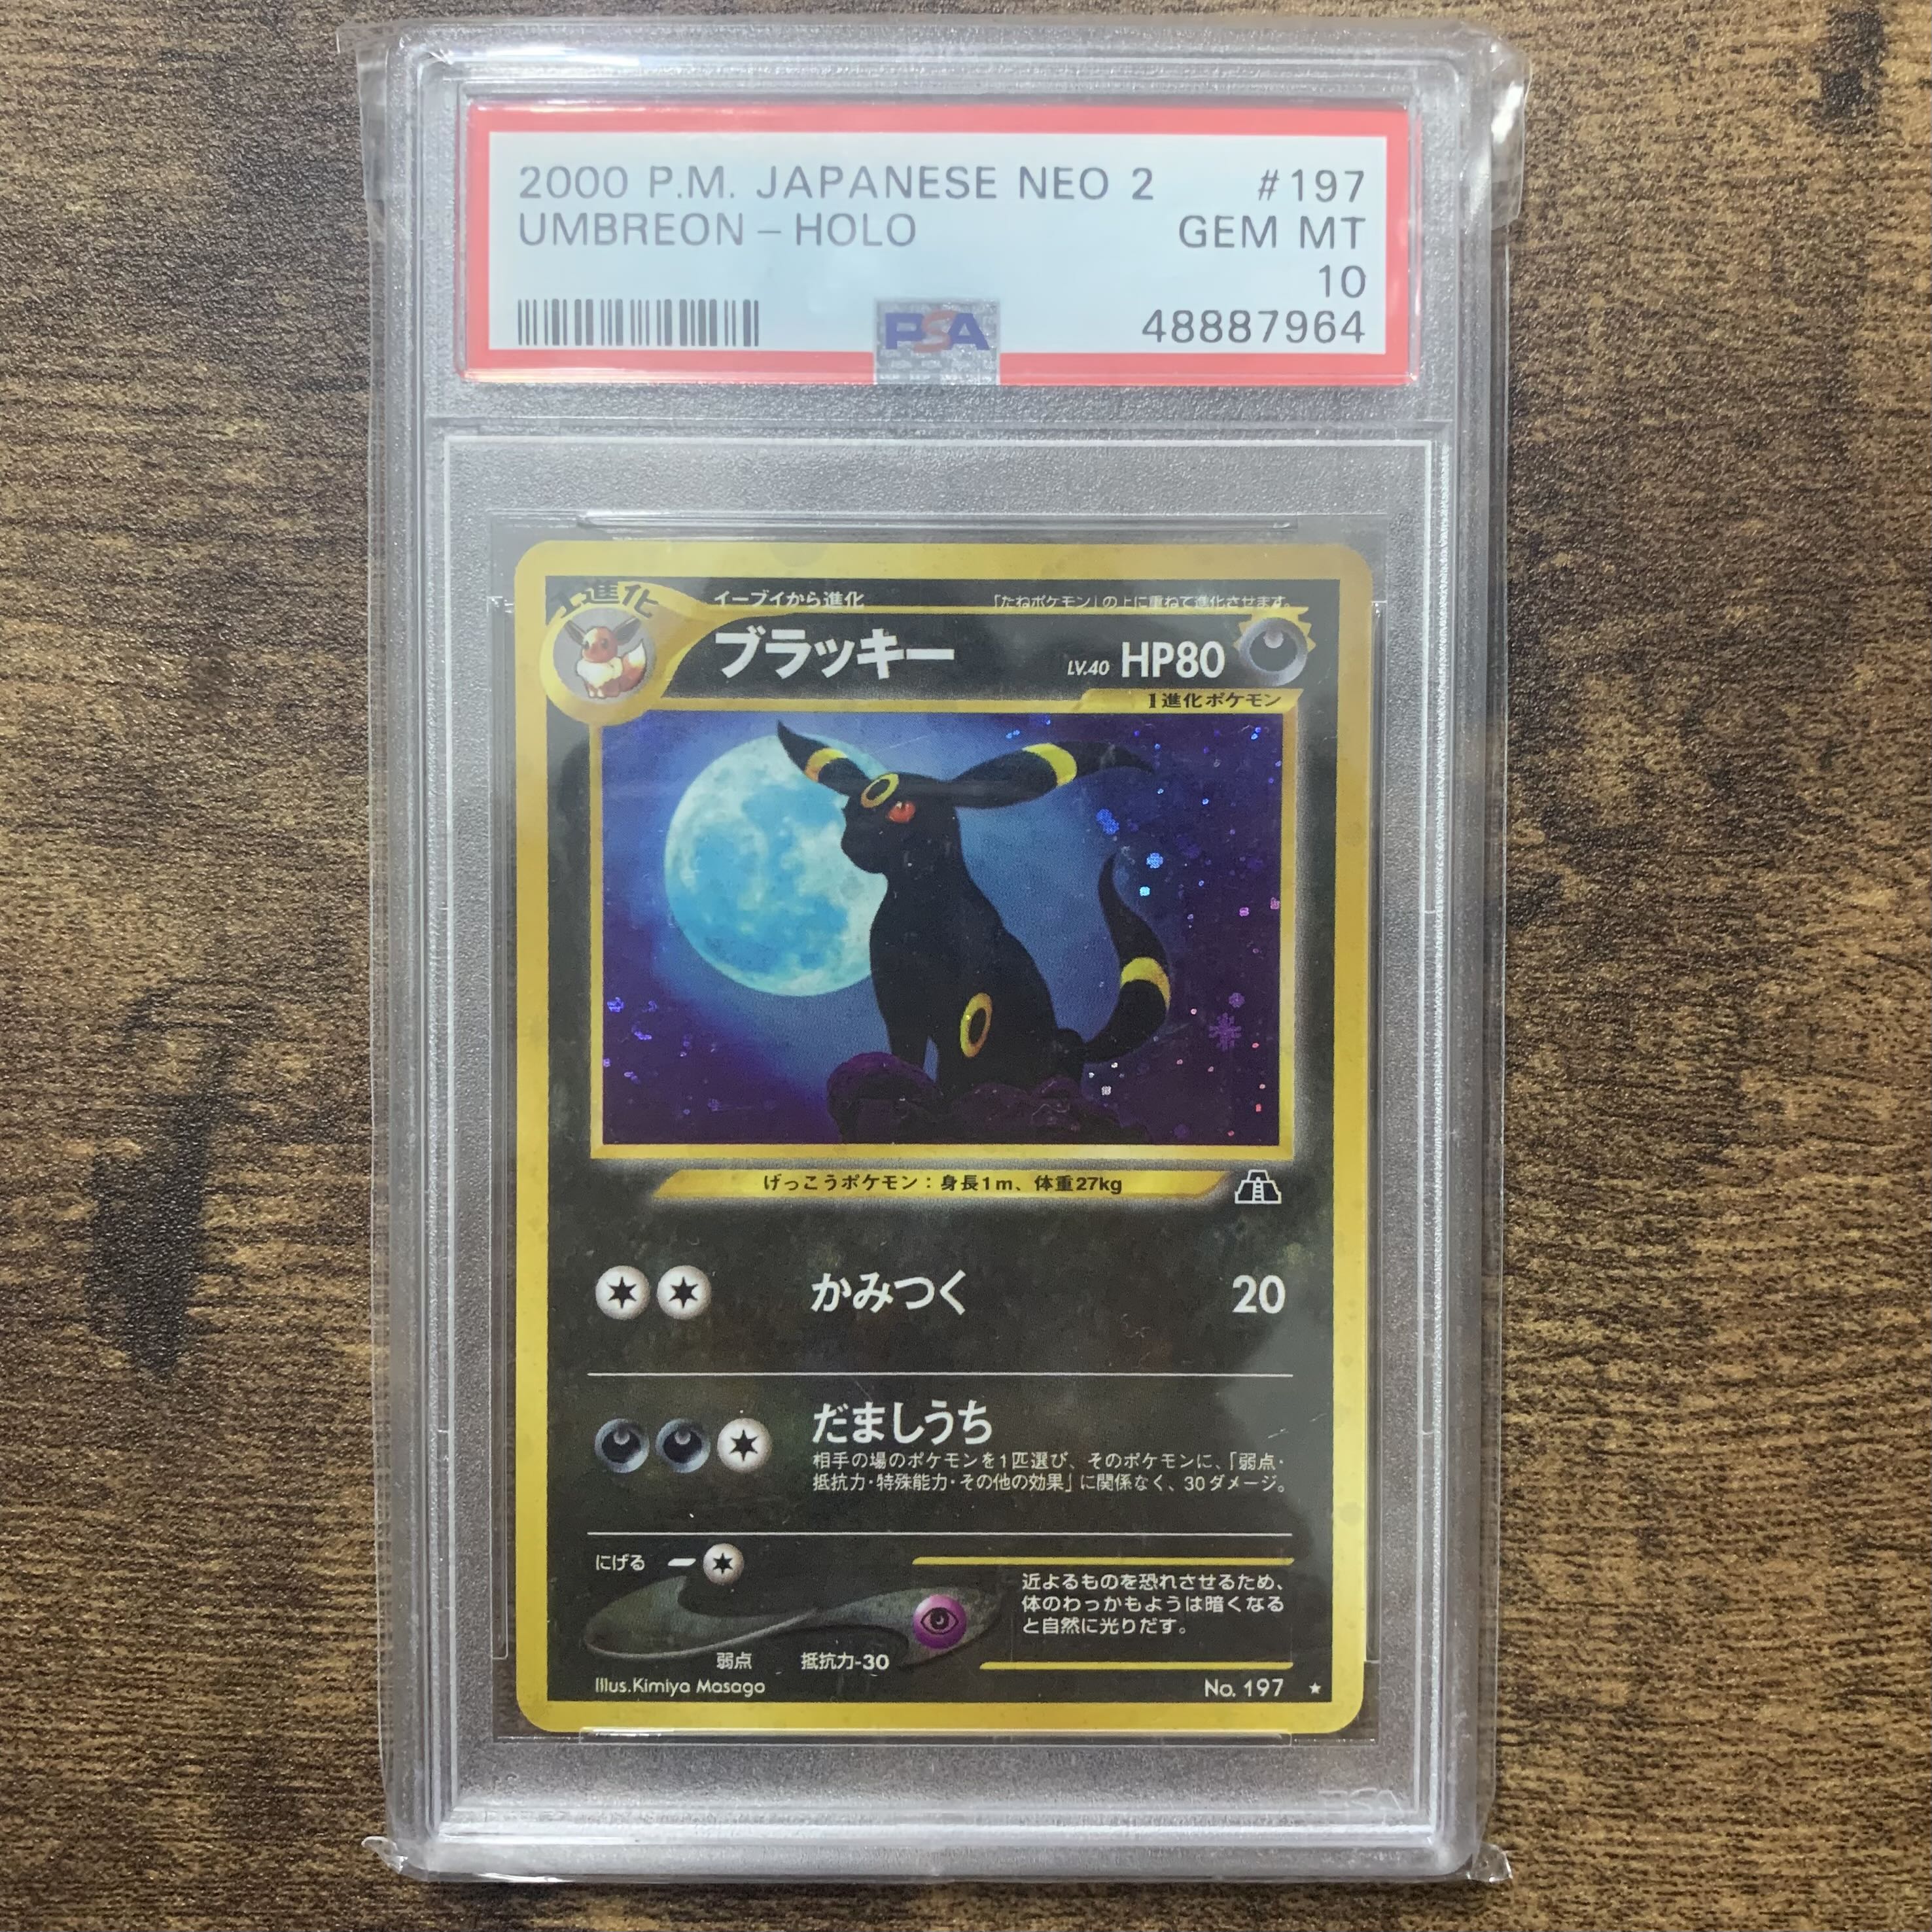 2000 P.M. JAPANESE NEO 2 #197
UMBREON - HOLO GEM MT
10
PSA 48887964
1進化 イーブイから進化 「たねポケモン」の上に重ねて進化させます。
ブラッキー LV.40 HP80
1進化ポケモン
げっこうポケモン：身長1m、体重27kg
かみつく 20
だましうち
相手の場のポケモンを1匹選び、そのポケモンに、「弱点・
抵抗力・特殊能力・その他の効果」に関係なく、30ダメージ。
にげる
近よるものを恐れさせるため、
体のわっかもようは暗くなる
と自然に光りだす。
弱点 抵抗力-30
Illus.Kimiya Masago No. 197 ★
PSA